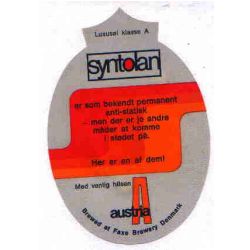 Luxusøl klasse A
syntolan
er som bekendt permanent
anti-statisk
- men der er jo andre
måder at komme
i stødet på.
Her er en af dem!
Med venlig hilsen
A
austria
Brewed at Faxe Brewery Denmark